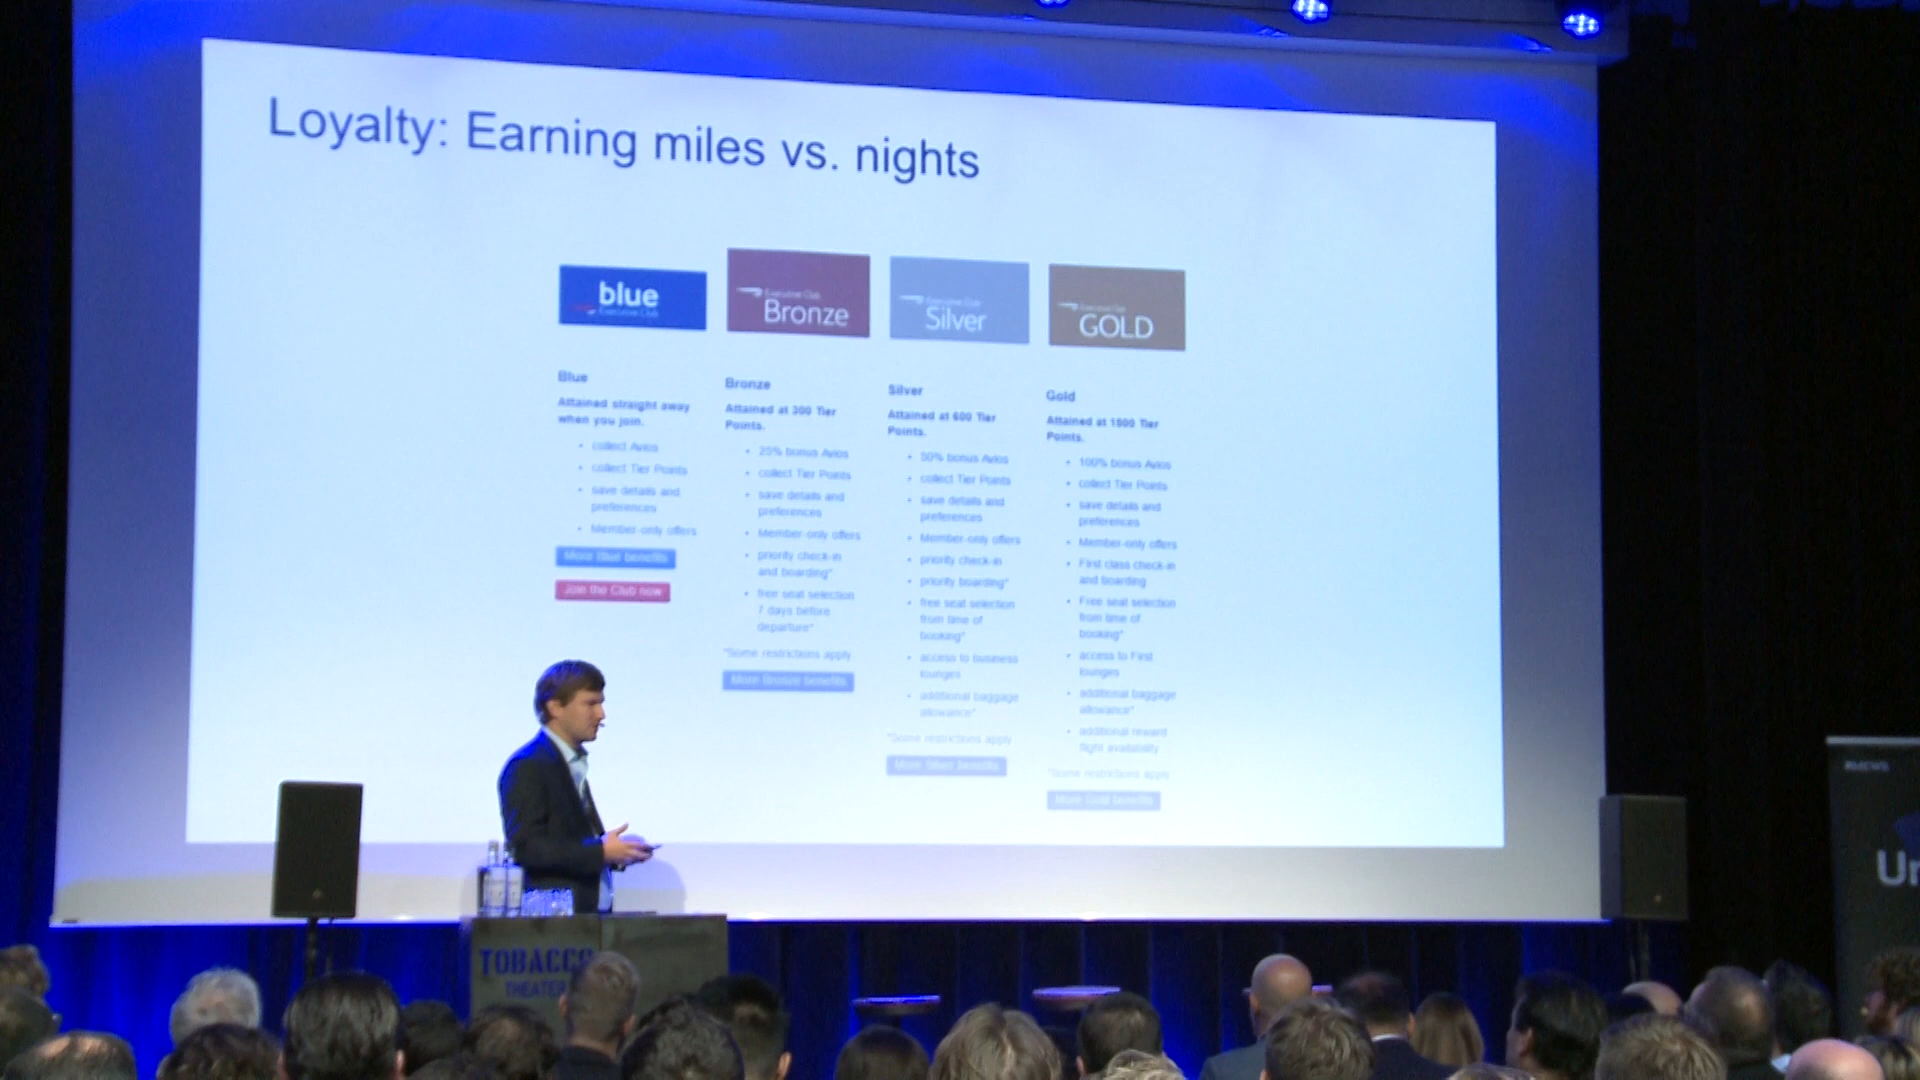 Loyalty: Earning miles vs. nights
blue
Executive Club
Executive Club
Bronze
Executive Club
Silver
Executive Club
GOLD
Blue
Attained straight away
when you join.
• collect Avios
• collect Tier Points
• save details and
preferences
• Member-only offers
More Blue benefits
Join the Club now
Bronze
Attained at 300 Tier
Points.
• 25% bonus Avios
• collect Tier Points
• save details and
preferences
• Member-only offers
• priority check-in
and boarding*
• free seat selection
7 days before
departure*
*Some restrictions apply
More Bronze benefits
Silver
Attained at 600 Tier
Points.
• 50% bonus Avios
• collect Tier Points
• save details and
preferences
• Member-only offers
• priority check-in
• priority boarding*
• free seat selection
from time of
booking*
• access to business
lounges
• additional baggage
allowance*
*Some restrictions apply
More Silver benefits
Gold
Attained at 1500 Tier
Points.
• 100% bonus Avios
• collect Tier Points
• save details and
preferences
• Member-only offers
• First class check-in
and boarding
• Free seat selection
from time of
booking*
• access to First
lounges
• additional baggage
allowance*
• additional reward
flight availability
*Some restrictions apply
More Gold benefits
TOBACCO
THEATER
Un